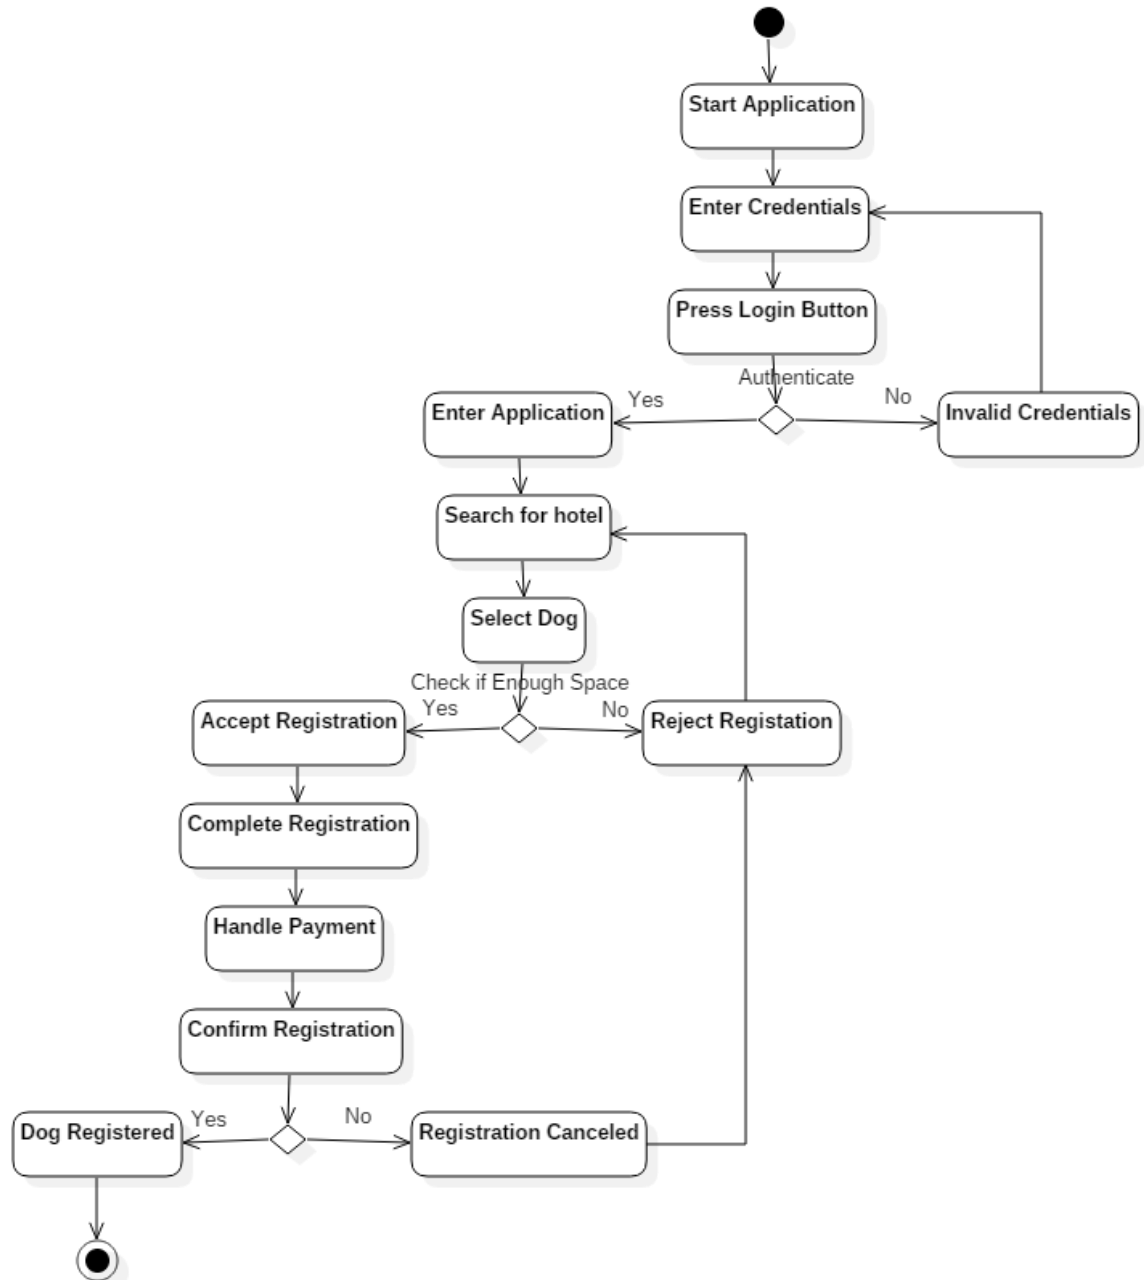 Start Application
Enter Credentials
Press Login Button
Authenticate
Yes
No
Enter Application
Invalid Credentials
Search for hotel
Select Dog
Check if Enough Space
Yes
No
Accept Registration
Reject Registation
Complete Registration
Handle Payment
Confirm Registration
Yes
No
Dog Registered
Registration Canceled